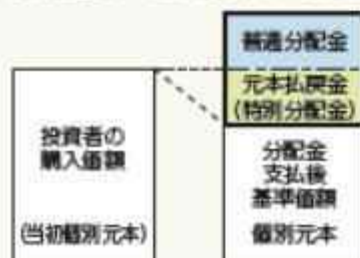 普通分配金
元本払戻金
(特別分配金)
投資者の
購入価額
(当初個別元本)
分配金
支払後
基準価額
個別元本